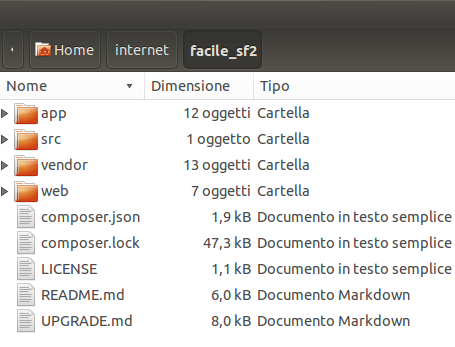 Home internet facile_sf2
Nome Dimensione Tipo
app 12 oggetti Cartella
src 1 oggetto Cartella
vendor 13 oggetti Cartella
web 7 oggetti Cartella
composer.json 1,9 kB Documento in testo semplice
composer.lock 47,3 kB Documento in testo semplice
LICENSE 1,1 kB Documento in testo semplice
README.md 6,0 kB Documento Markdown
UPGRADE.md 8,0 kB Documento Markdown